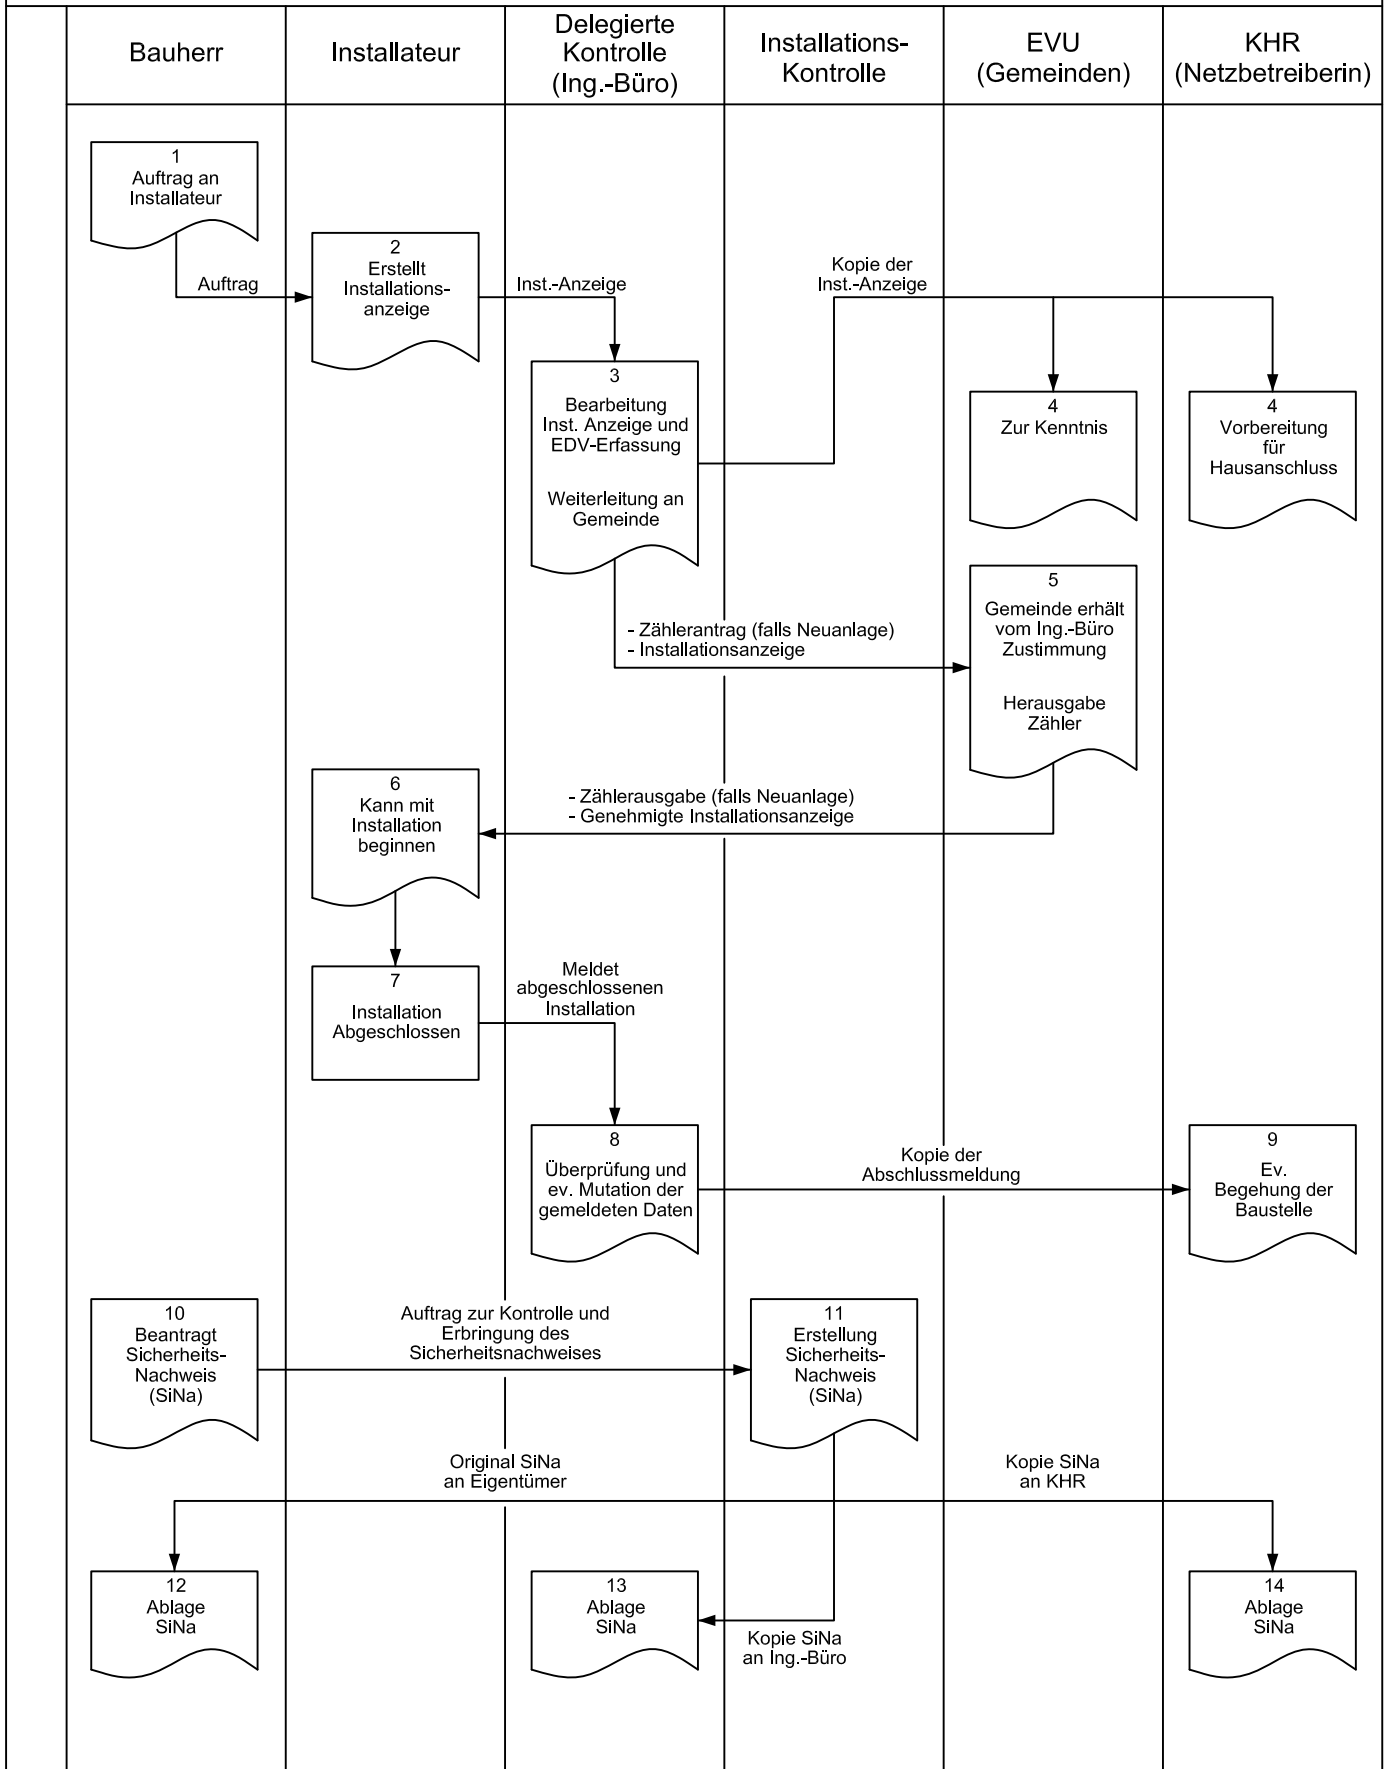 Bauherr
Installateur
Delegierte
Kontrolle
(Ing.-Büro)
Installations-
Kontrolle
EVU
(Gemeinden)
KHR
(Netzbetreiberin)
1
Auftrag an
Installateur
Auftrag
2
Erstellt
Installations-
anzeige
Inst.-Anzeige
Kopie der
Inst.-Anzeige
3
Bearbeitung
Inst. Anzeige und
EDV-Erfassung
Weiterleitung an
Gemeinde
4
Zur Kenntnis
4
Vorbereitung
für
Hausanschluss
- Zählerantrag (falls Neuanlage)
- Installationsanzeige
5
Gemeinde erhält
vom Ing.-Büro
Zustimmung
Herausgabe
Zähler
- Zählerausgabe (falls Neuanlage)
- Genehmigte Installationsanzeige
6
Kann mit
Installation
beginnen
7
Installation
Abgeschlossen
Meldet
abgeschlossenen
Installation
8
Überprüfung und
ev. Mutation der
gemeldeten Daten
Kopie der
Abschlussmeldung
9
Ev.
Begehung der
Baustelle
10
Beantragt
Sicherheits-
Nachweis
(SiNa)
Auftrag zur Kontrolle und
Erbringung des
Sicherheitsnachweises
11
Erstellung
Sicherheits-
Nachweis
(SiNa)
Original SiNa
an Eigentümer
Kopie SiNa
an KHR
12
Ablage
SiNa
13
Ablage
SiNa
Kopie SiNa
an Ing.-Büro
14
Ablage
SiNa